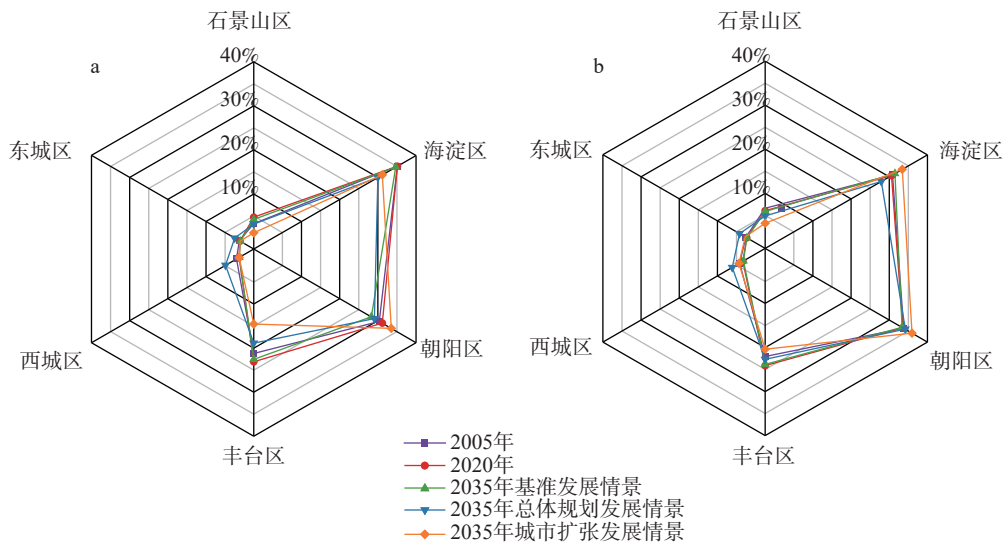 石景山区
石景山区
a
40%
b
40%
30%
30%
东城区
20%
海淀区
东城区
20%
海淀区
10%
10%
西城区
朝阳区
西城区
朝阳区
丰台区
丰台区
2005年
2020年
2035年基准发展情景
2035年总体规划发展情景
2035年城市扩张发展情景